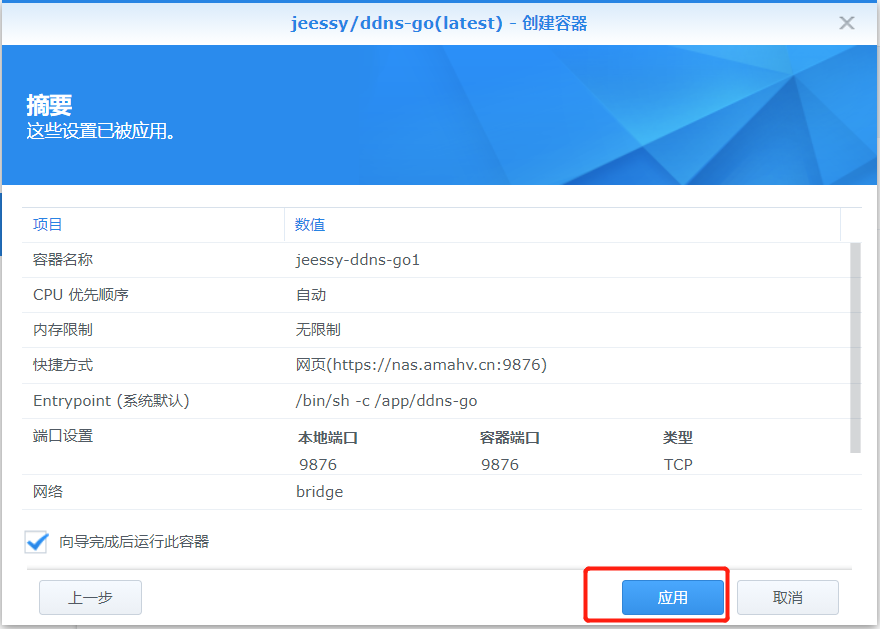 jeessy/ddns-go(latest) - 创建容器
摘要
这些设置已被应用。
项目 数值
容器名称 jeessy-ddns-go1
CPU 优先顺序 自动
内存限制 无限制
快捷方式 网页(https://nas.amahv.cn:9876)
Entrypoint (系统默认) /bin/sh -c /app/ddns-go
端口设置 本地端口 容器端口 类型
9876 9876 TCP
网络 bridge
向导完成后运行此容器
上一步 应用 取消